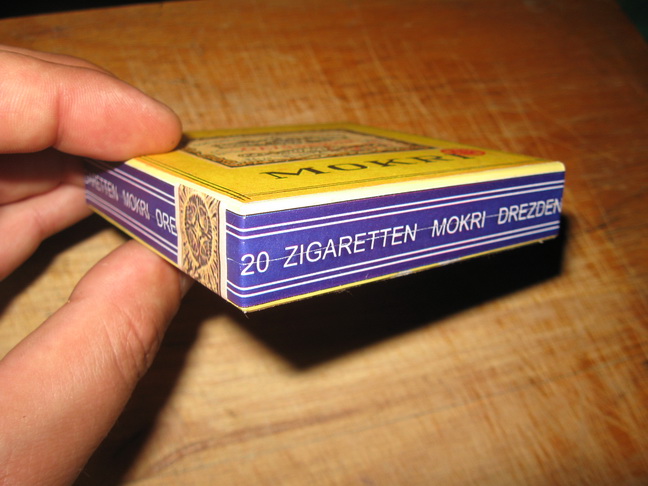 MOKRI
20 ZIGARETTEN MOKRI DREZDEN
ZIGARETTEN MOKRI DRE